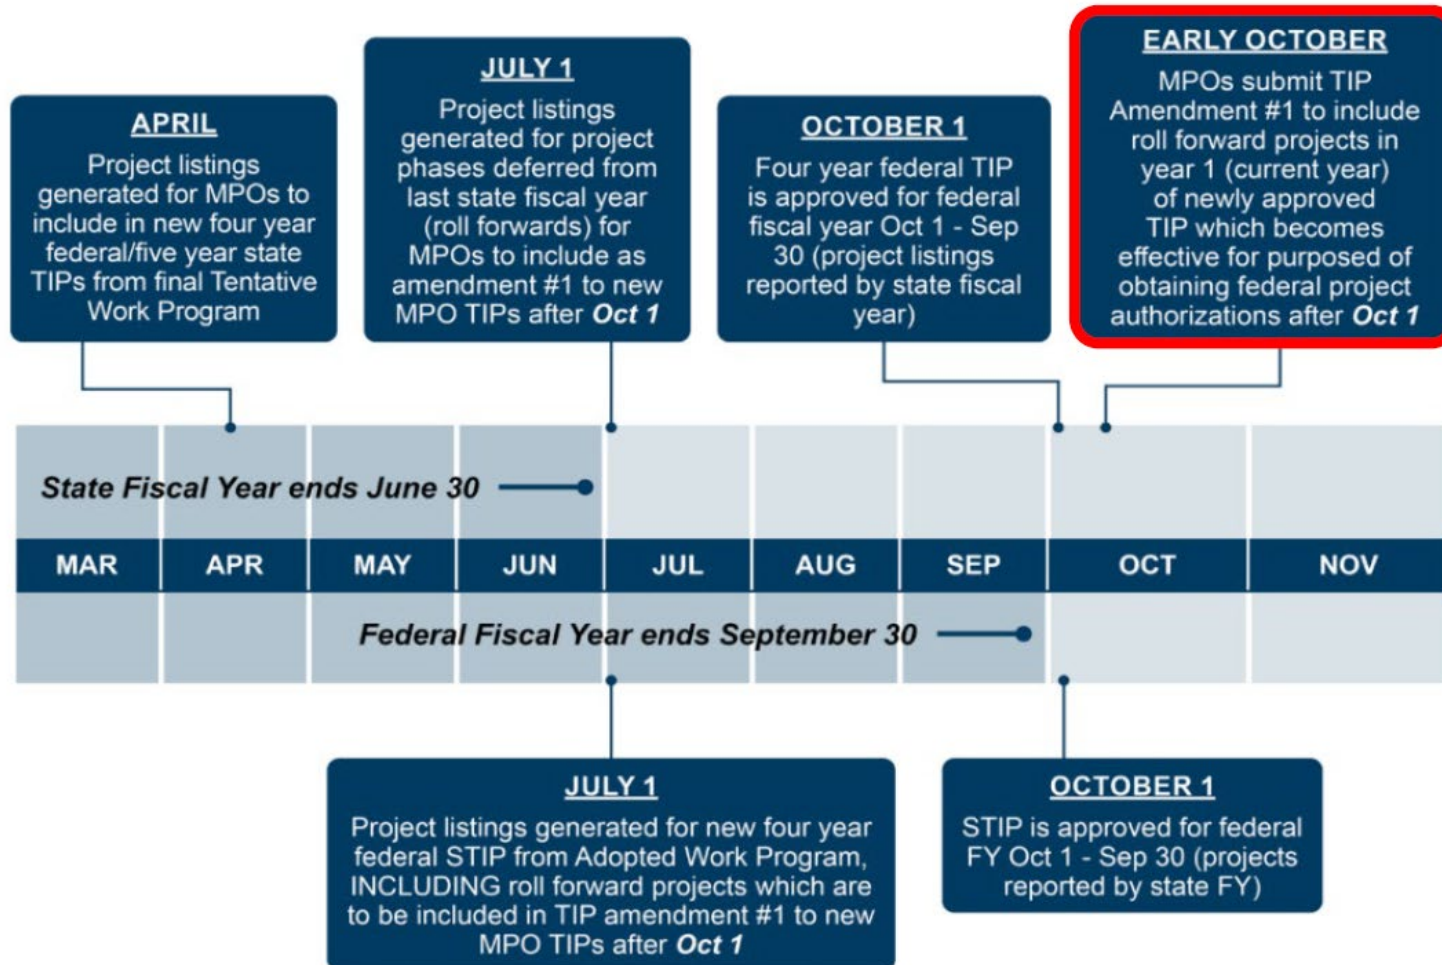 APRIL
Project listings
generated for MPOs to
include in new four year
federal/five year state
TIPs from final Tentative
Work Program
JULY 1
Project listings
generated for project
phases deferred from
last state fiscal year
(roll forwards) for
MPOs to include as
amendment #1 to new
MPO TIPs after Oct 1
OCTOBER 1
Four year federal TIP
is approved for federal
fiscal year Oct 1 - Sep
30 (project listings
reported by state fiscal
year)
EARLY OCTOBER
MPOs submit TIP
Amendment #1 to include
roll forward projects in
year 1 (current year)
of newly approved
TIP which becomes
effective for purposed of
obtaining federal project
authorizations after Oct 1
State Fiscal Year ends June 30
MAR APR MAY JUN JUL AUG SEP OCT NOV
Federal Fiscal Year ends September 30
JULY 1
Project listings generated for new four year
federal STIP from Adopted Work Program,
INCLUDING roll forward projects which are
to be included in TIP amendment #1 to new
MPO TIPs after Oct 1
OCTOBER 1
STIP is approved for federal
FY Oct 1 - Sep 30 (projects
reported by state FY)